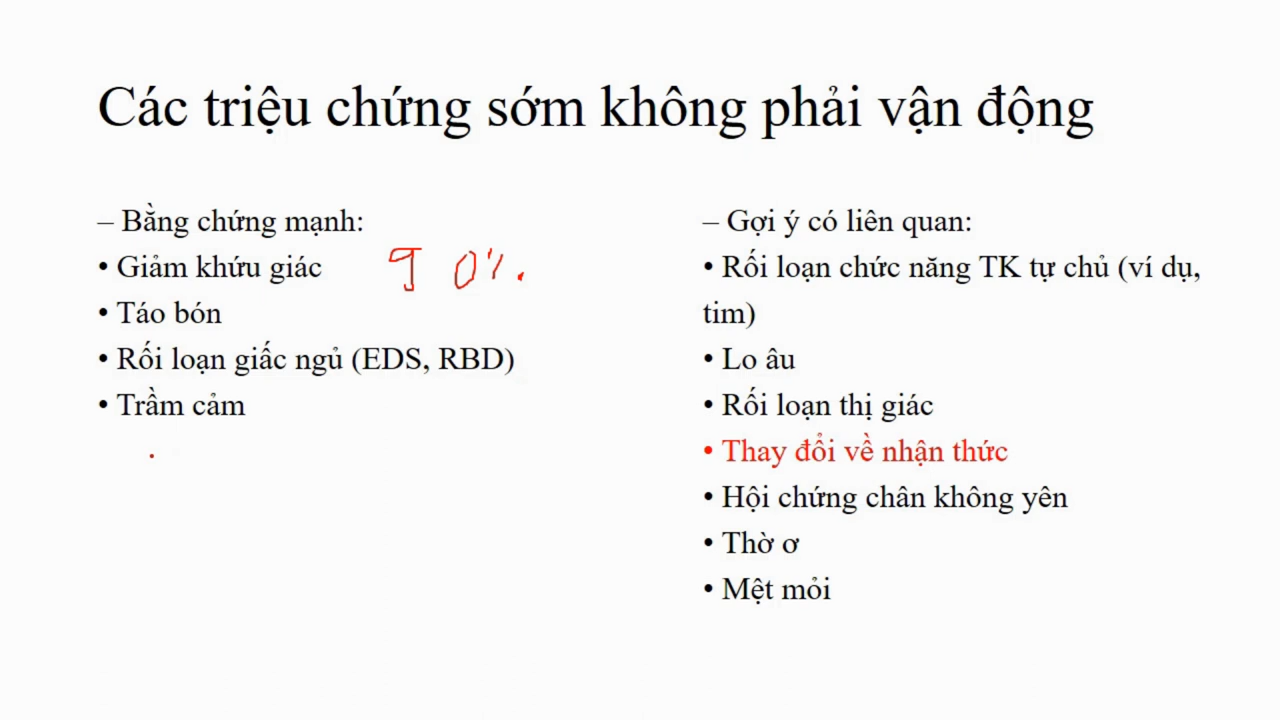 Các triệu chứng sớm không phải vận động
– Bằng chứng mạnh:
• Giảm khứu giác 90%
• Táo bón
• Rối loạn giấc ngủ (EDS, RBD)
• Trầm cảm
– Gợi ý có liên quan:
• Rối loạn chức năng TK tự chủ (ví dụ,
tim)
• Lo âu
• Rối loạn thị giác
• Thay đổi về nhận thức
• Hội chứng chân không yên
• Thờ ơ
• Mệt mỏi